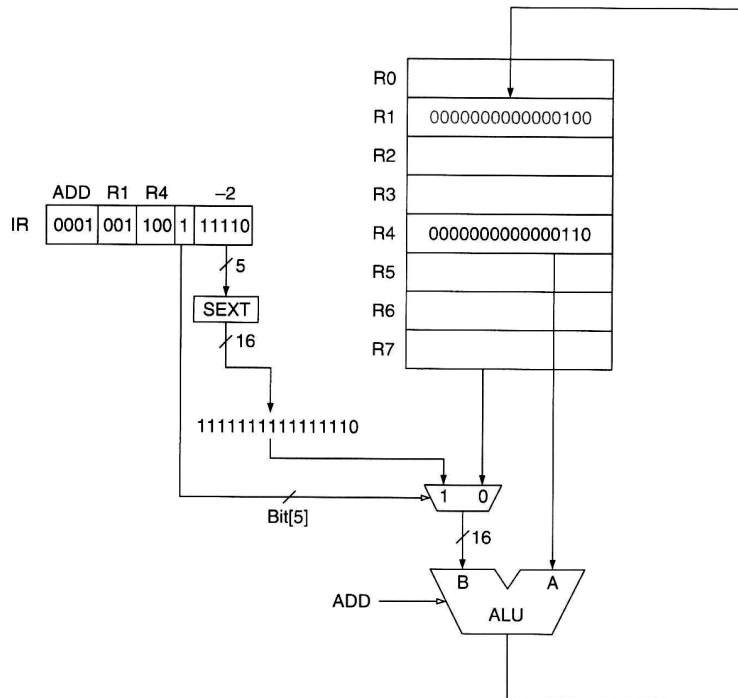 R0
R1 0000000000000100
R2
R3
ADD R1 R4 –2
IR 0001 001 100 1 11110
R4 0000000000000110
5
R5
SEXT
R6
16
R7
1111111111111110
1 0
Bit[5]
16
B A
ADD
ALU